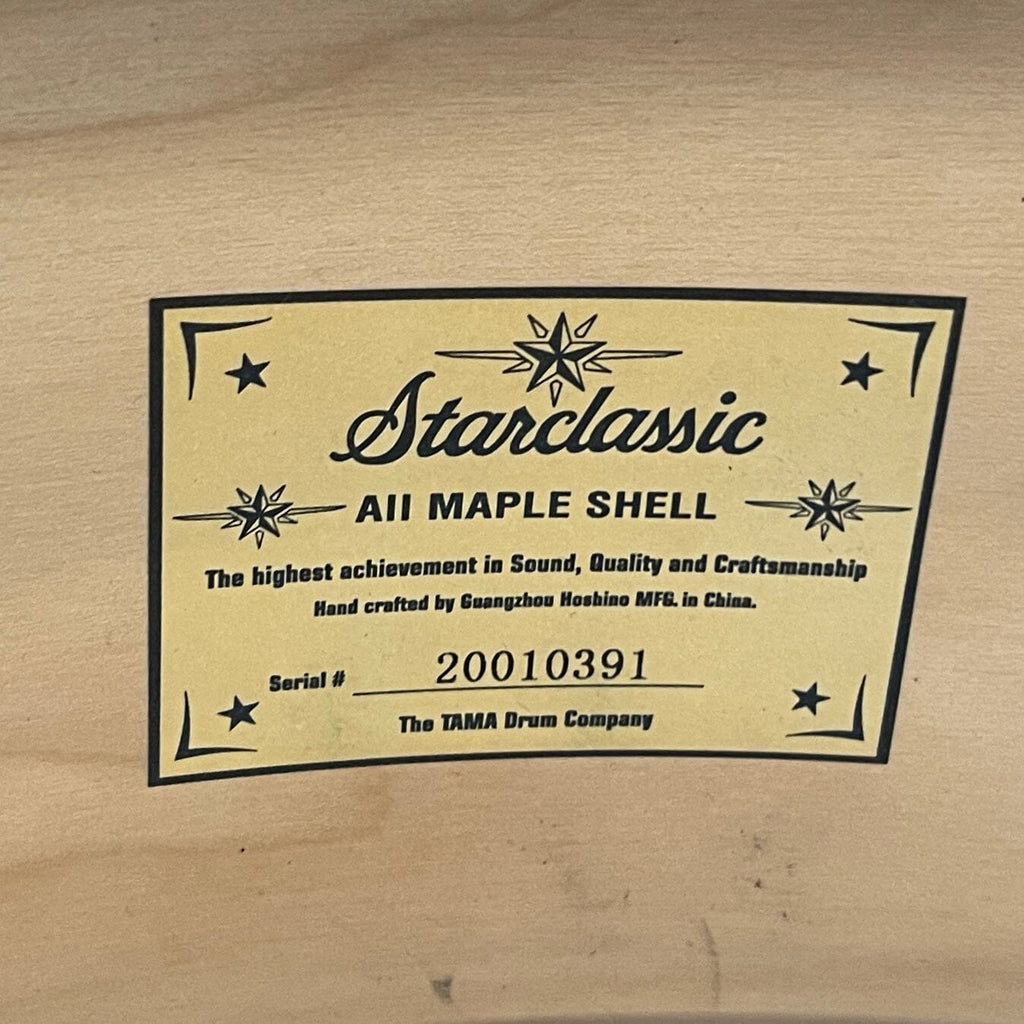 Starclassic
All MAPLE SHELL
The highest achievement in Sound, Quality and Craftsmanship
Hand crafted by Guangzhou Hoshino MFG. in China.
Serial # 20010391
The TAMA Drum Company